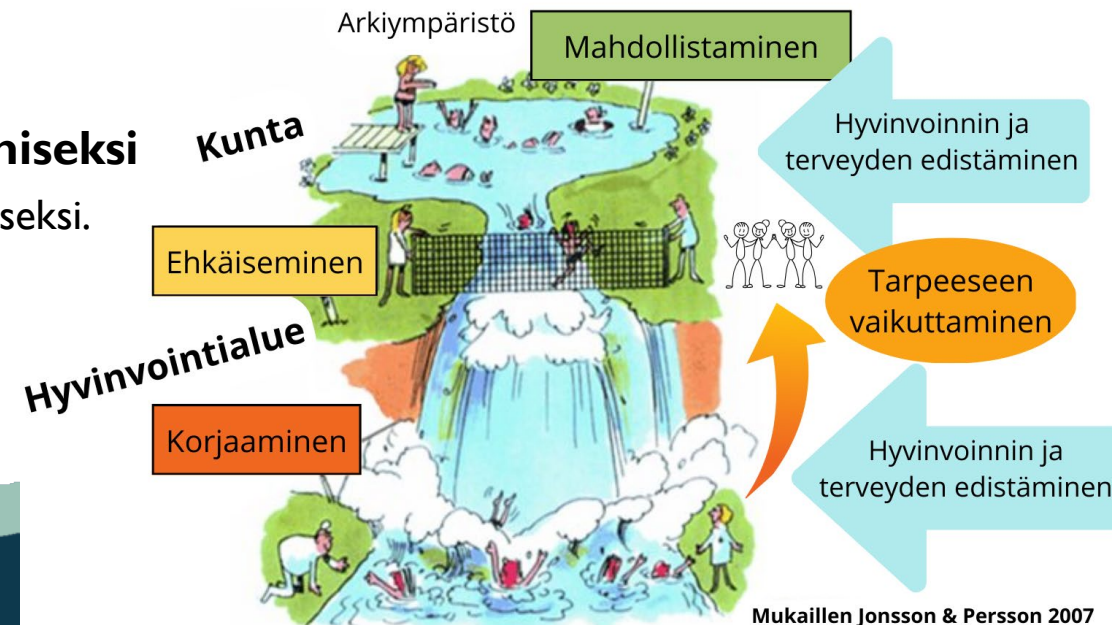 Arkiympäristö
Mahdollistaminen
niseksi
Kunta
seksi.
Hyvinvoinnin ja
terveyden edistäminen
Ehkäiseminen
Tarpeeseen
vaikuttaminen
Hyvinvointialue
Korjaaminen
Hyvinvoinnin ja
terveyden edistäminen
Mukaillen Jonsson & Persson 2007